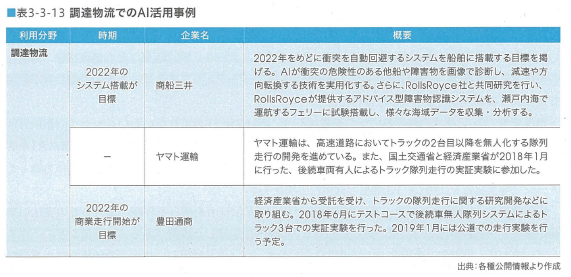 ■表3-3-13 調達物流でのAI活用事例
利用分野 時期 企業名 概要
調達物流
2022年の
システム搭載が
目標
商船三井
2022年をめどに衝突を自動回避するシステムを船舶に搭載する目標を掲
げる。AIが衝突の危険性のある他船や障害物を画像で診断し、減速や方
向転換する技術を実用化する。さらに、RollsRoyce社と共同研究を行い、
RollsRoyceが提供するアドバイス型障害物認識システムを、瀬戸内海で
運航するフェリーに試験搭載し、様々な海域データを収集・分析する。
－
ヤマト運輸
ヤマト運輸は、高速道路においてトラックの2台目以降を無人化する隊列
走行の開発を進めている。また、国土交通省と経済産業省が2018年1月
に行った、後続車両有人によるトラック隊列走行の実証実験に参加した。
2022年の
商業走行開始が
目標
豊田通商
経済産業省から受託を受け、トラックの隊列走行に関する研究開発などに
取り組む。2018年6月にテストコースで後続車無人隊列システムによるト
ラック3台での実証実験を行った。2019年1月には公道での走行実験を行
う予定。
出典：各種公開情報より作成